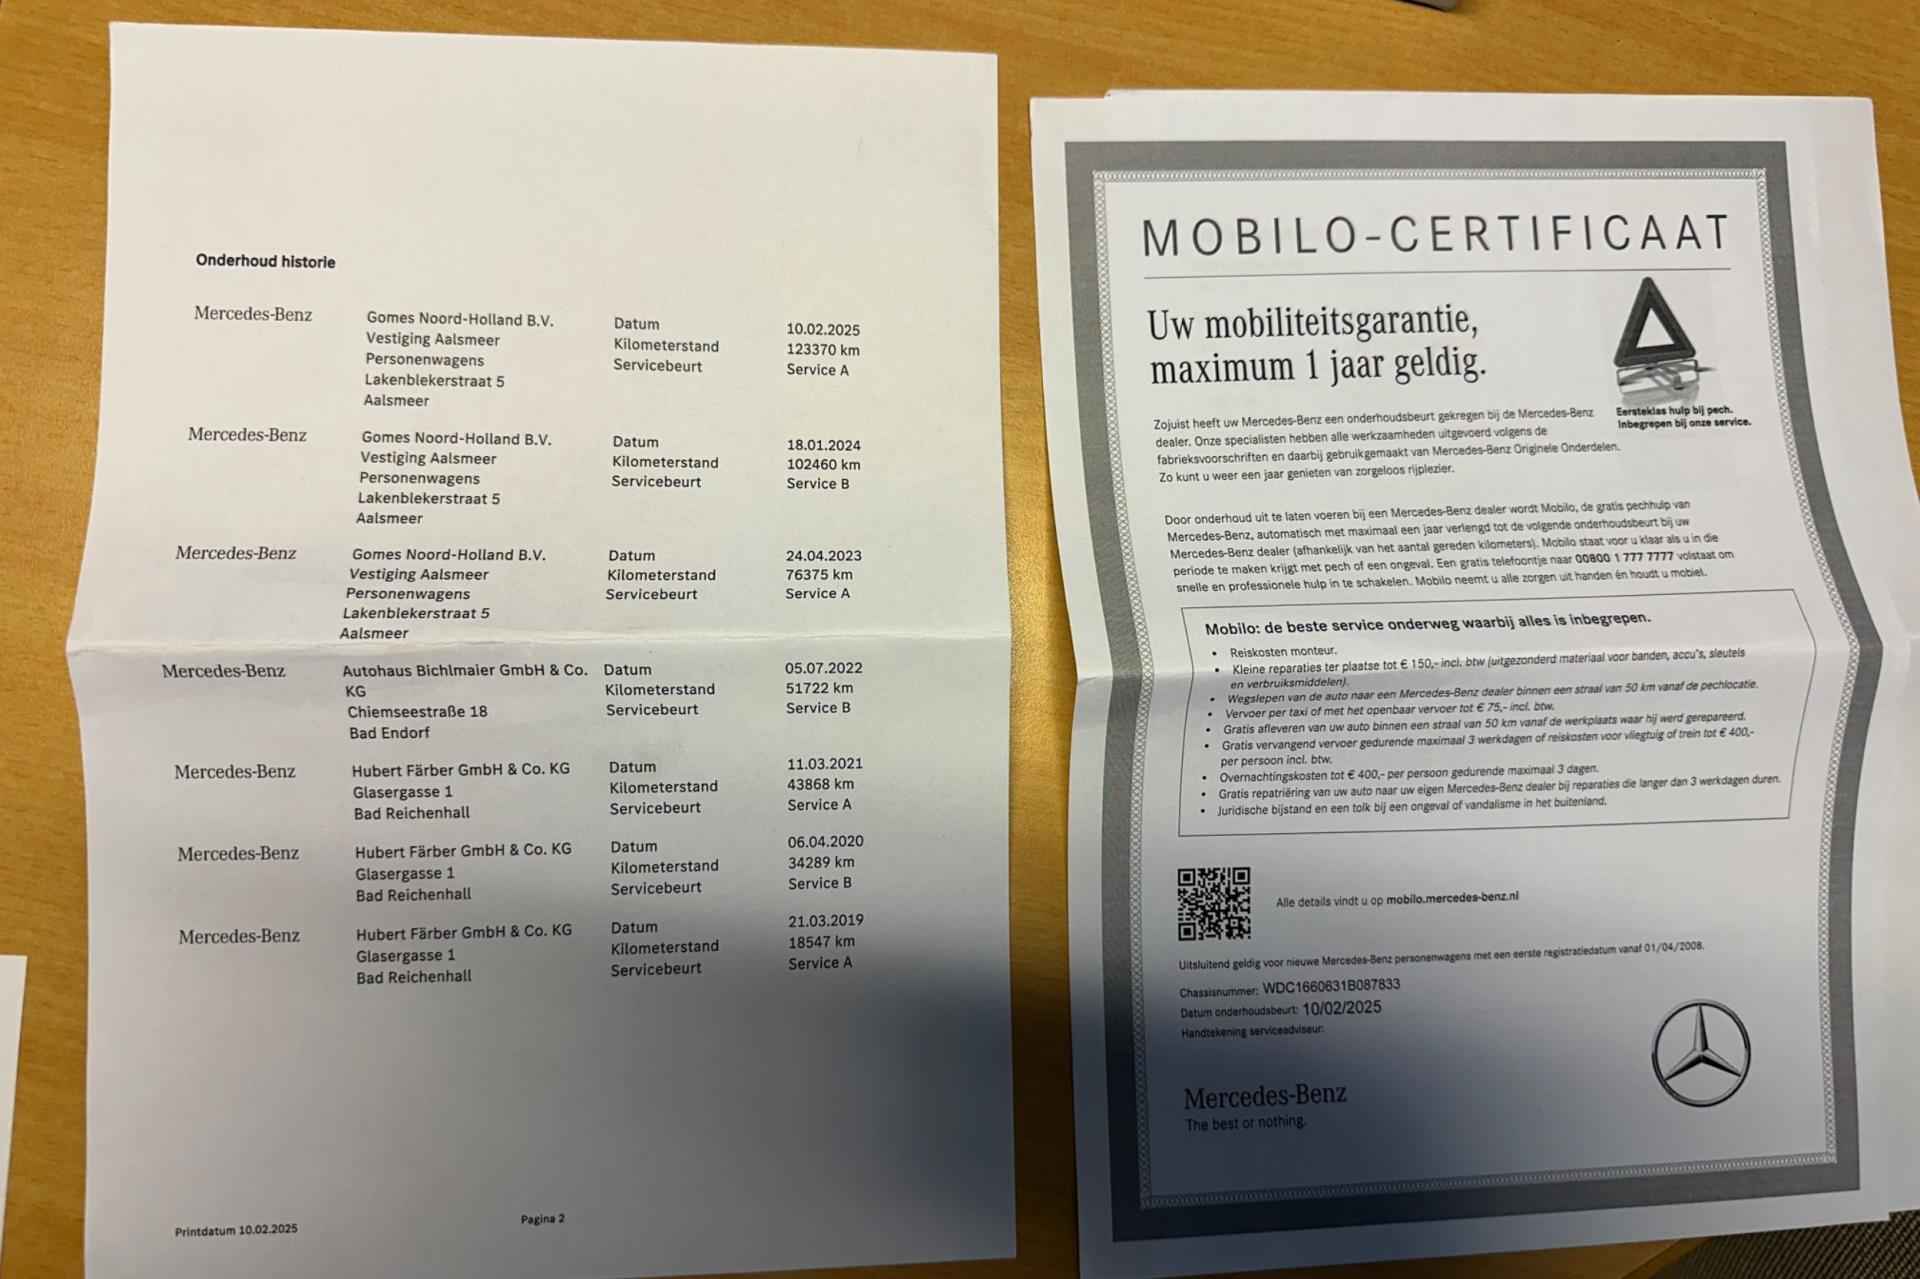 Onderhoud historie
Mercedes-Benz
Gomes Noord-Holland B.V.
Vestiging Aalsmeer
Personenwagens
Lakenblekerstraat 5
Aalsmeer
Datum 10.02.2025
Kilometerstand 123370 km
Servicebeurt Service A
Mercedes-Benz
Gomes Noord-Holland B.V.
Vestiging Aalsmeer
Personenwagens
Lakenblekerstraat 5
Aalsmeer
Datum 18.01.2024
Kilometerstand 102460 km
Servicebeurt Service B
Mercedes-Benz
Gomes Noord-Holland B.V.
Vestiging Aalsmeer
Personenwagens
Lakenblekerstraat 5
Aalsmeer
Datum 24.04.2023
Kilometerstand 76375 km
Servicebeurt Service A
Mercedes-Benz
Autohaus Bichlmaier GmbH & Co.
KG
Chiemseestraße 18
Bad Endorf
Datum 05.07.2022
Kilometerstand 51722 km
Servicebeurt Service B
Mercedes-Benz
Hubert Färber GmbH & Co. KG
Glasergasse 1
Bad Reichenhall
Datum 11.03.2021
Kilometerstand 43868 km
Servicebeurt Service A
Mercedes-Benz
Hubert Färber GmbH & Co. KG
Glasergasse 1
Bad Reichenhall
Datum 06.04.2020
Kilometerstand 34289 km
Servicebeurt Service B
Mercedes-Benz
Hubert Färber GmbH & Co. KG
Glasergasse 1
Bad Reichenhall
Datum 21.03.2019
Kilometerstand 18547 km
Servicebeurt Service A
Printdatum 10.02.2025
Pagina 2
MOBILO-CERTIFICAAT
Uw mobiliteitsgarantie,
maximum 1 jaar geldig.
Eersteklas hulp bij pech.
Inbegrepen bij onze service.
Zojuist heeft uw Mercedes-Benz een onderhoudsbeurt gekregen bij de Mercedes-Benz
dealer. Onze specialisten hebben alle werkzaamheden uitgevoerd volgens de
fabrieksvoorschriften en daarbij gebruikgemaakt van Mercedes-Benz Originele Onderdelen.
Zo kunt u weer een jaar genieten van zorgeloos rijplezier.
Door onderhoud uit te laten voeren bij een Mercedes-Benz dealer wordt Mobilo, de gratis pechhulp van
Mercedes-Benz, automatisch met maximaal een jaar verlengd tot de volgende onderhoudsbeurt bij uw
Mercedes-Benz dealer (afhankelijk van het aantal gereden kilometers). Mobilo staat voor u klaar als u in die
periode te maken krijgt met pech of een ongeval. Een gratis telefoontje naar 00800 1 777 7777 volstaat om
snelle en professionele hulp in te schakelen. Mobilo neemt u alle zorgen uit handen én houdt u mobiel.
Mobilo: de beste service onderweg waarbij alles is inbegrepen.
• Reiskosten monteur.
• Kleine reparaties ter plaatse tot € 150,- incl. btw (uitgezonderd materiaal voor banden, accu's, sleutels
en verbruiksmiddelen).
• Wegslepen van de auto naar een Mercedes-Benz dealer binnen een straal van 50 km vanaf de pechlocatie.
• Vervoer per taxi of met het openbaar vervoer tot € 75,- incl. btw.
• Gratis afleveren van uw auto binnen een straal van 50 km vanaf de werkplaats waar hij werd gerepareerd.
• Gratis vervangend vervoer gedurende maximaal 3 werkdagen of reiskosten voor vliegtuig of trein tot € 400,-
per persoon incl. btw.
• Overnachtingskosten tot € 400,- per persoon gedurende maximaal 3 dagen.
• Gratis repatriëring van uw auto naar uw eigen Mercedes-Benz dealer bij reparaties die langer dan 3 werkdagen duren.
• Juridische bijstand en een tolk bij een ongeval of vandalisme in het buitenland.
Alle details vindt u op mobilo.mercedes-benz.nl
Uitsluitend geldig voor nieuwe Mercedes-Benz personenwagens met een eerste registratiedatum vanaf 01/04/2008.
Chassisnummer: WDC1660631B087833
Datum onderhoudsbeurt: 10/02/2025
Handtekening serviceadviseur:
Mercedes-Benz
The best or nothing.